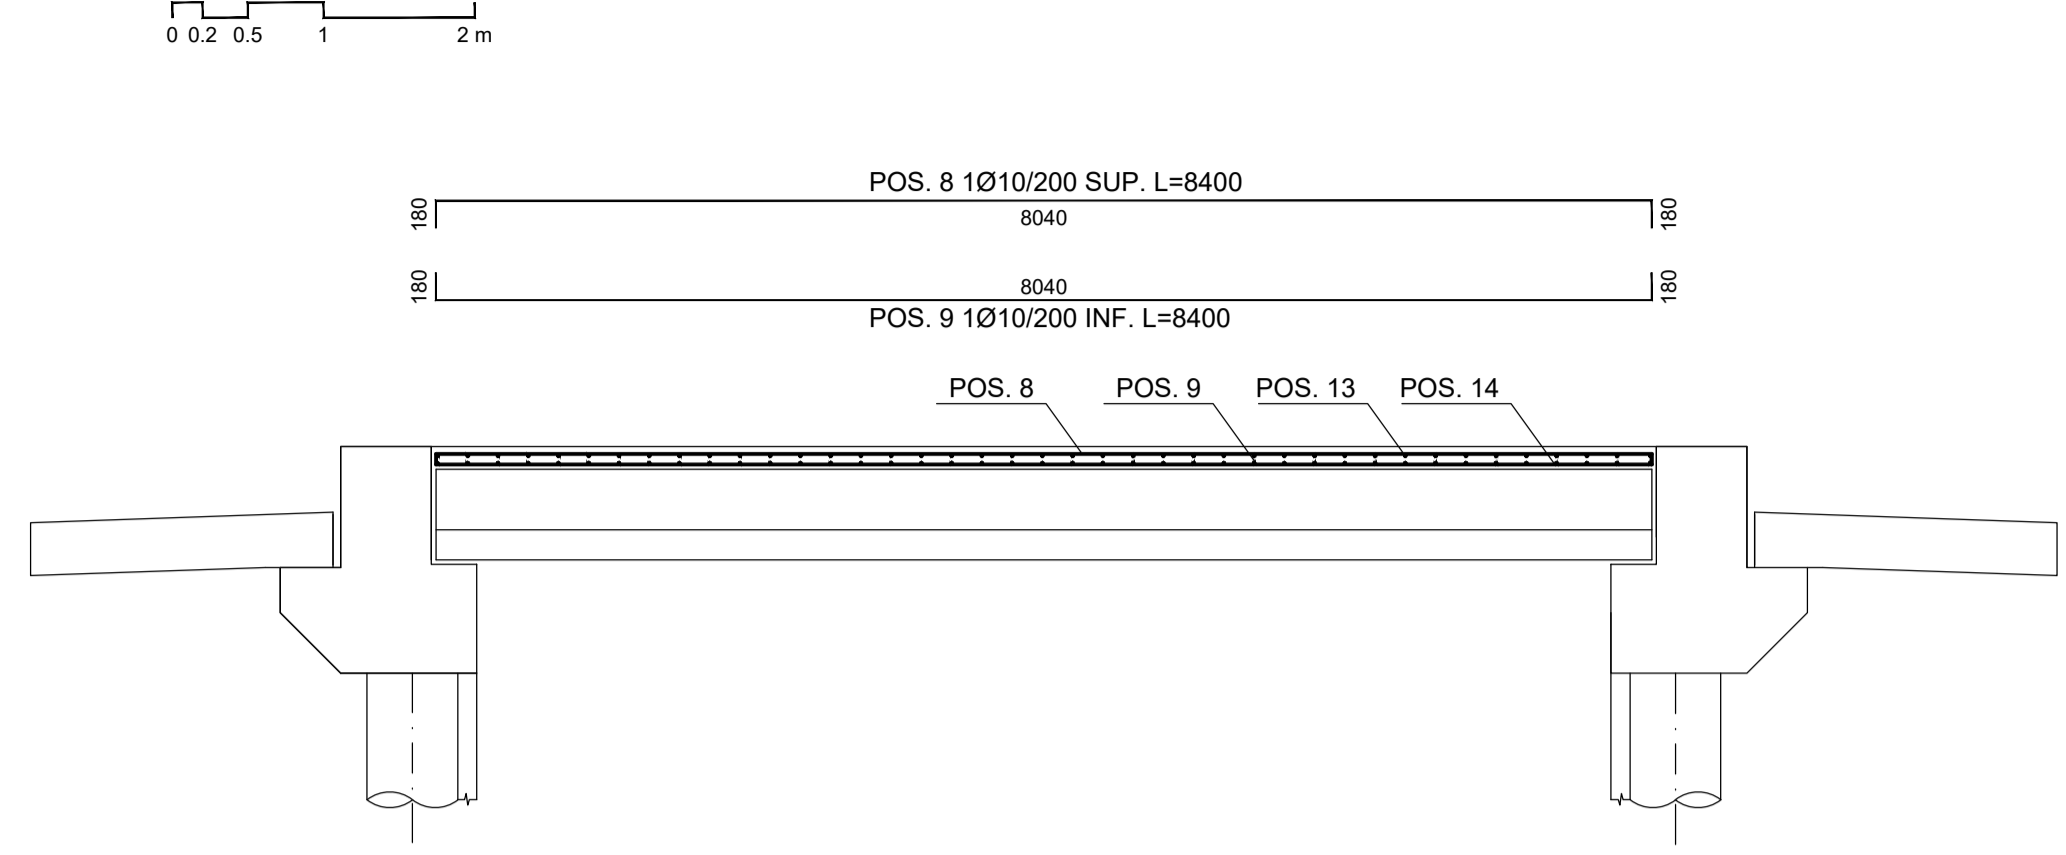 0 0.2 0.5 1 2 m
POS. 8 1Ø10/200 SUP. L=8400
180 8040 180
180 8040 180
POS. 9 1Ø10/200 INF. L=8400
POS. 8 POS. 9 POS. 13 POS. 14